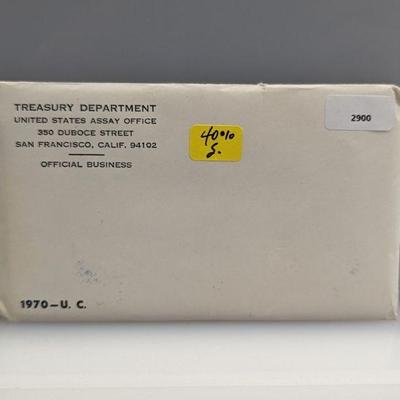 TREASURY DEPARTMENT
UNITED STATES ASSAY OFFICE
350 DUBOCE STREET
SAN FRANCISCO, CALIF. 94102
OFFICIAL BUSINESS
40%
S.
2900
1970—U. C.